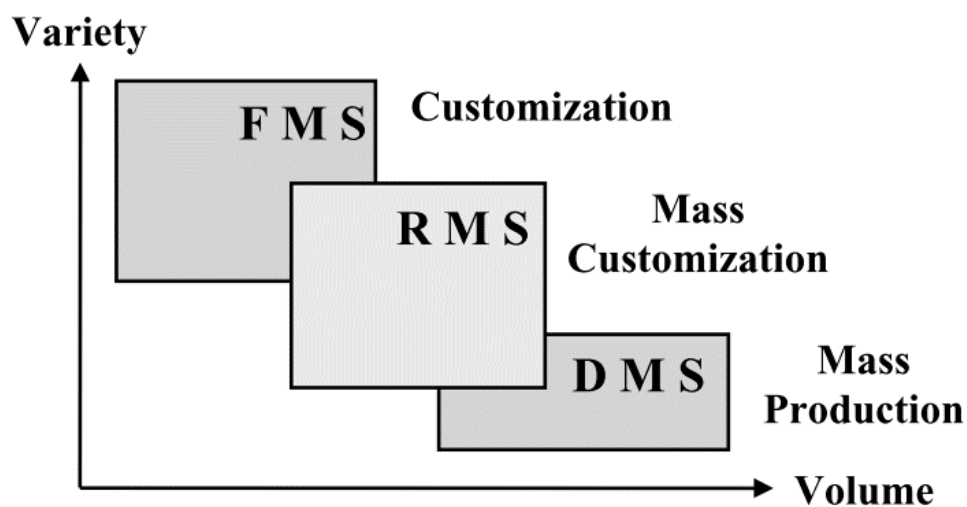 Variety
F M S
Customization
R M S
Mass
Customization
D M S
Mass
Production
Volume